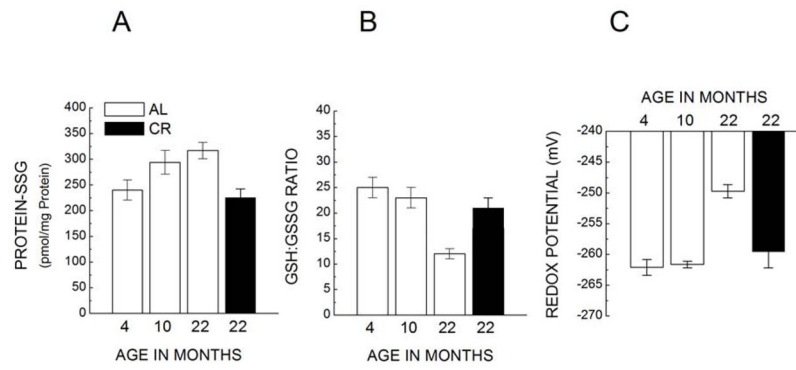 A
B
C
AL
CR
PROTEIN-SSG
(pmol/mg Protein)
400
350
300
250
200
150
100
50
0
4 10 22 22
AGE IN MONTHS
GSH:GSSG RATIO
40
35
30
25
20
15
10
5
0
4 10 22 22
AGE IN MONTHS
AGE IN MONTHS
4 10 22 22
REDOX POTENTIAL (mV)
-240
-245
-250
-255
-260
-265
-270